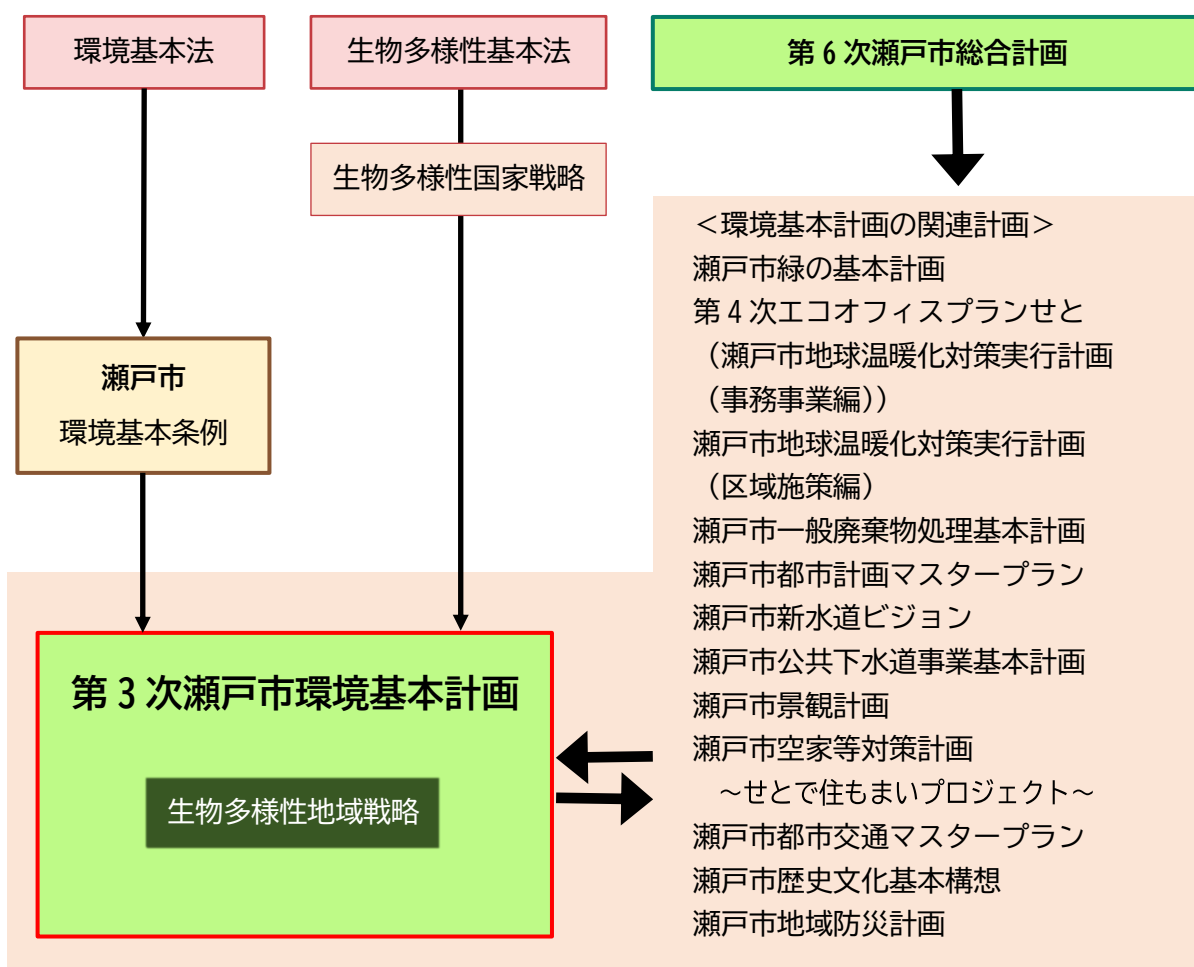 環境基本法
生物多様性基本法
第6次瀬戸市総合計画
生物多様性国家戦略
瀬戸市
環境基本条例
＜環境基本計画の関連計画＞
瀬戸市緑の基本計画
第4次エコオフィスプランせと
（瀬戸市地球温暖化対策実行計画
（事務事業編））
瀬戸市地球温暖化対策実行計画
（区域施策編）
瀬戸市一般廃棄物処理基本計画
瀬戸市都市計画マスタープラン
瀬戸市新水道ビジョン
瀬戸市公共下水道事業基本計画
瀬戸市景観計画
瀬戸市空家等対策計画
～せとで住もまいプロジェクト～
瀬戸市都市交通マスタープラン
瀬戸市歴史文化基本構想
瀬戸市地域防災計画
第3次瀬戸市環境基本計画
生物多様性地域戦略